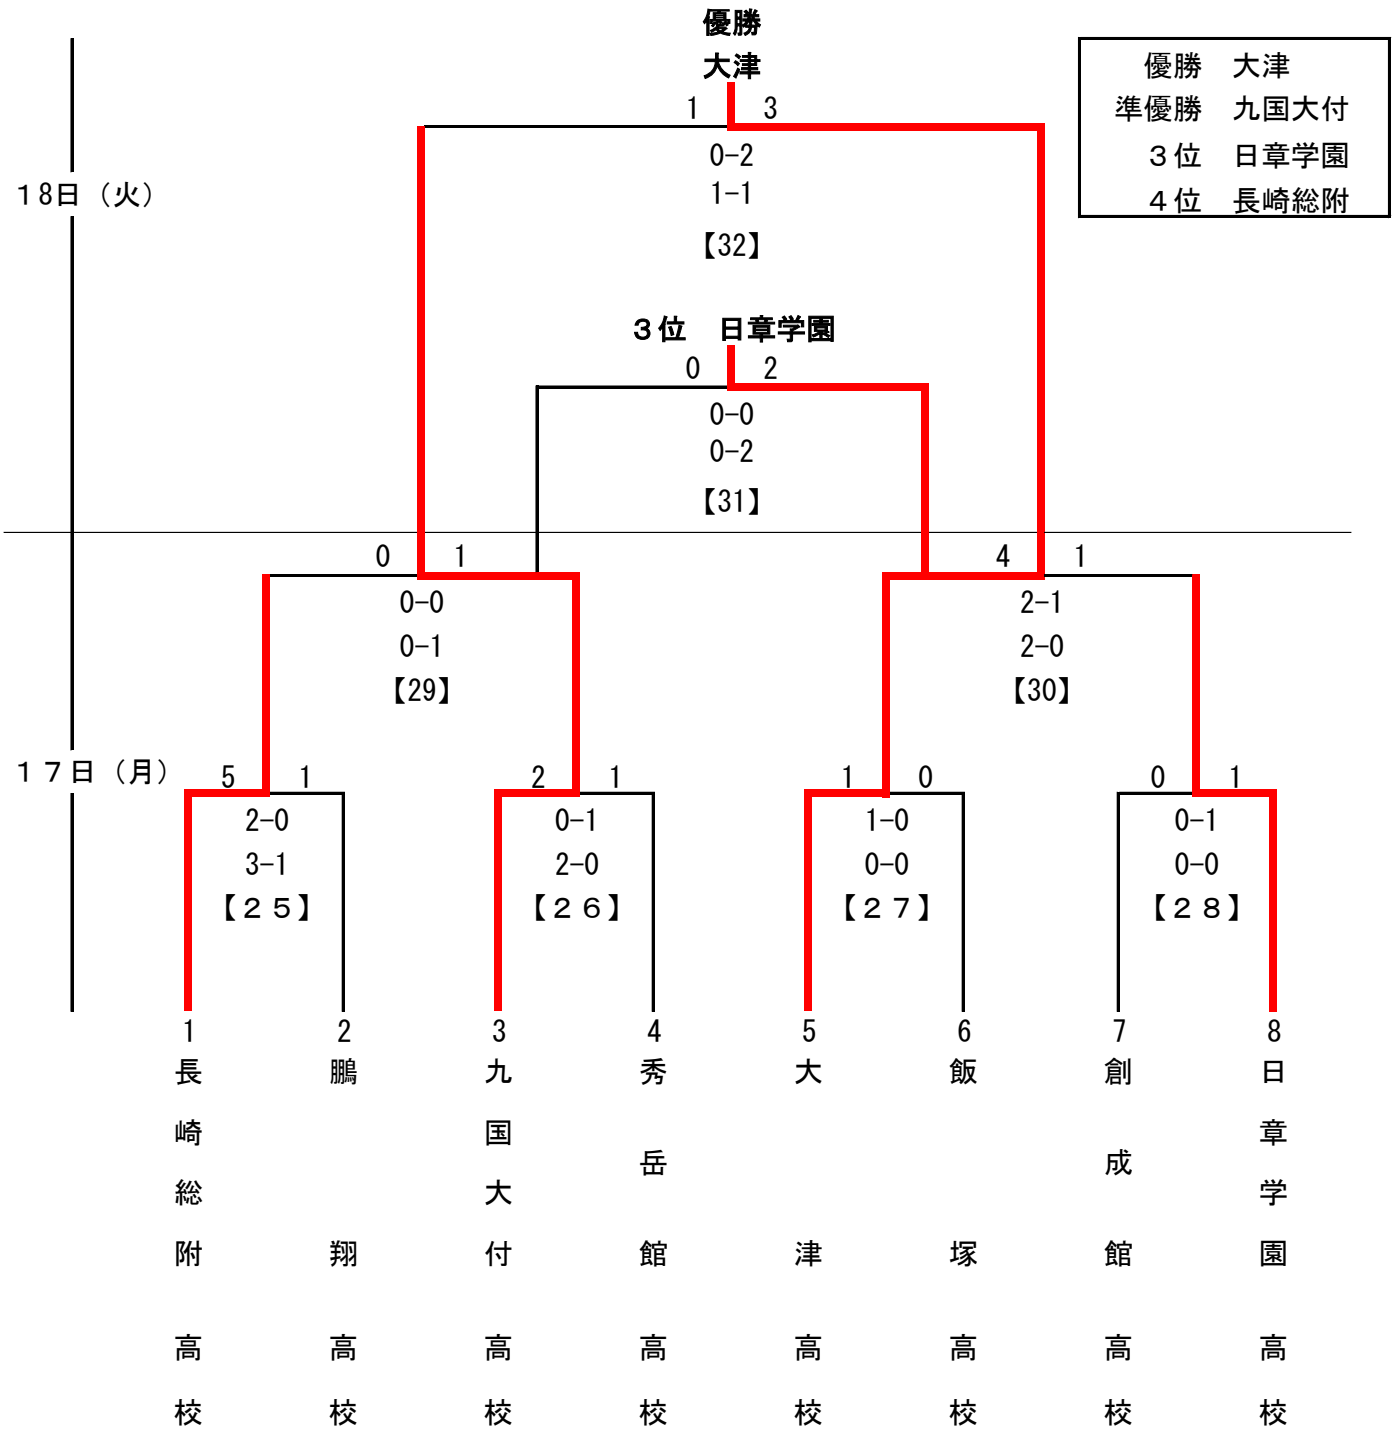 優勝
大津
優勝　大津
準優勝　九国大付
３位　日章学園
４位　長崎総附
1 3
0-2
1-1
【32】
18日（火）
３位　日章学園
0 2
0-0
0-2
【31】
0 1
0-0
0-1
【29】
4 1
2-1
2-0
【30】
１７日（月）
5 1
2-0
3-1
【２５】
2 1
0-1
2-0
【２６】
1 0
1-0
0-0
【２７】
0 1
0-1
0-0
【２８】
1
長崎総附高校
2
鵬翔高校
3
九国大付高校
4
秀岳館高校
5
大津高校
6
飯塚高校
7
創成館高校
8
日章学園高校